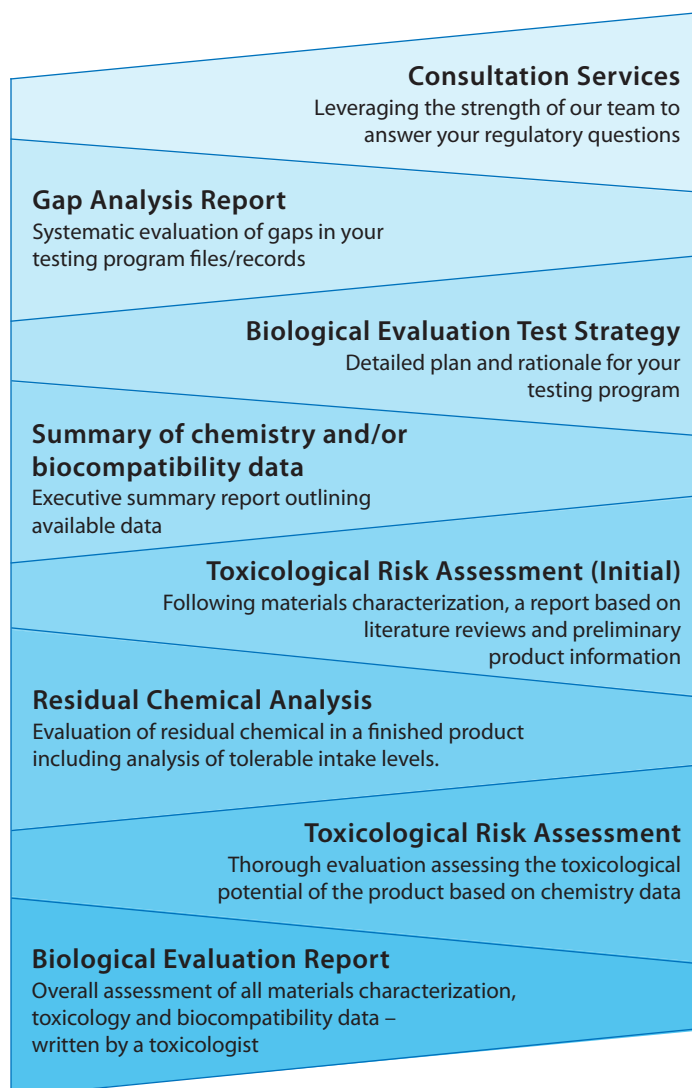 Consultation Services
Leveraging the strength of our team to
answer your regulatory questions
Gap Analysis Report
Systematic evaluation of gaps in your
testing program files/records
Biological Evaluation Test Strategy
Detailed plan and rationale for your
testing program
Summary of chemistry and/or
biocompatibility data
Executive summary report outlining
available data
Toxicological Risk Assessment (Initial)
Following materials characterization, a report based on
literature reviews and preliminary
product information
Residual Chemical Analysis
Evaluation of residual chemical in a finished product
including analysis of tolerable intake levels.
Toxicological Risk Assessment
Thorough evaluation assessing the toxicological
potential of the product based on chemistry data
Biological Evaluation Report
Overall assessment of all materials characterization,
toxicology and biocompatibility data –
written by a toxicologist